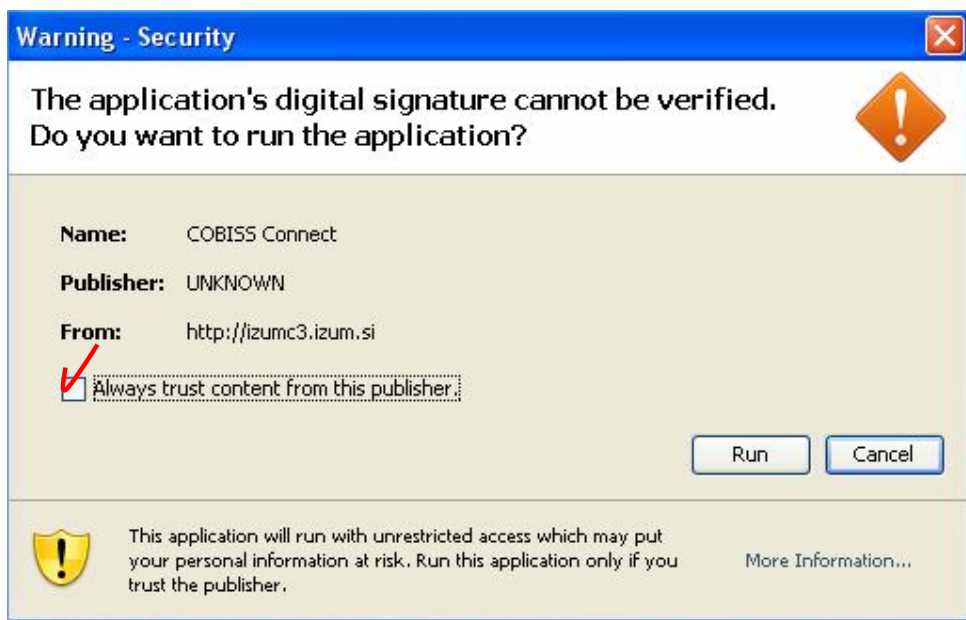 Warning - Security
The application's digital signature cannot be verified.
Do you want to run the application?
Name: COBISS Connect
Publisher: UNKNOWN
From: http://izumc3.izum.si
Always trust content from this publisher.
Run Cancel
This application will run with unrestricted access which may put
your personal information at risk. Run this application only if you
trust the publisher.
More Information...